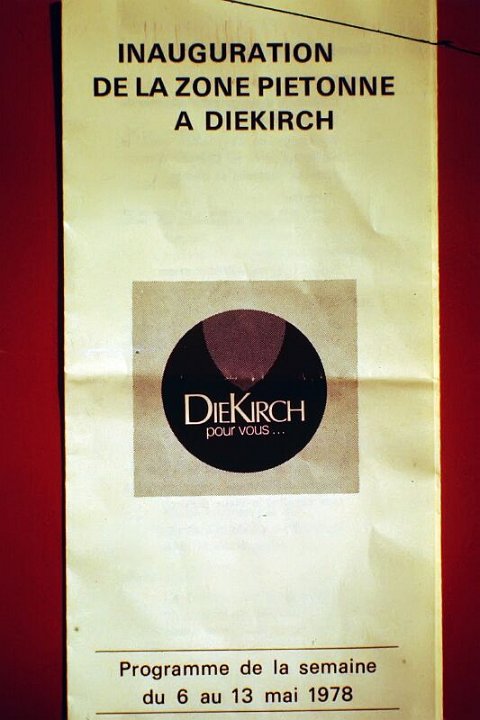 INAUGURATION
DE LA ZONE PIETONNE
A DIEKIRCH
DIEKIRCH
pour vous...
Programme de la semaine
du 6 au 13 mai 1978